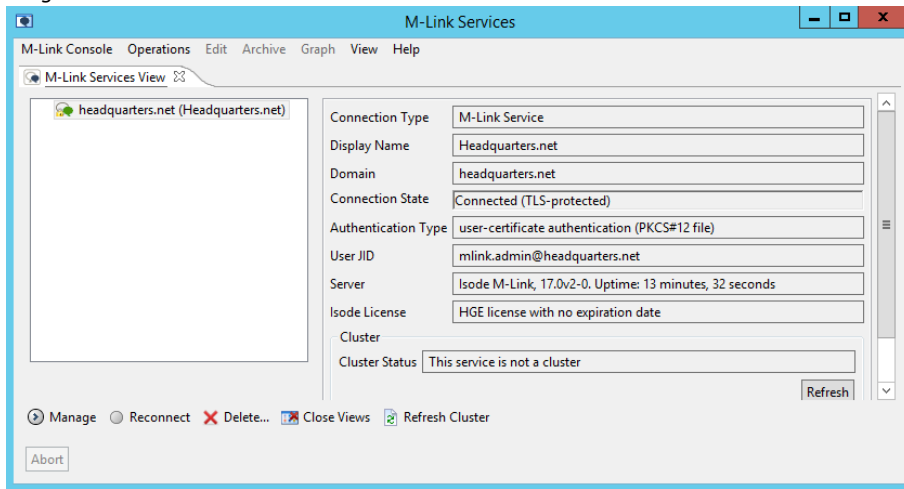 M-Link Services
M-Link Console Operations Edit Archive Graph View Help
M-Link Services View
headquarters.net (Headquarters.net)
Connection Type M-Link Service
Display Name Headquarters.net
Domain headquarters.net
Connection State Connected (TLS-protected)
Authentication Type user-certificate authentication (PKCS#12 file)
User JID mlink.admin@headquarters.net
Server Isode M-Link, 17.0v2-0. Uptime: 13 minutes, 32 seconds
Isode License HGE license with no expiration date
Cluster
Cluster Status This service is not a cluster
Refresh
Manage Reconnect Delete... Close Views Refresh Cluster
Abort